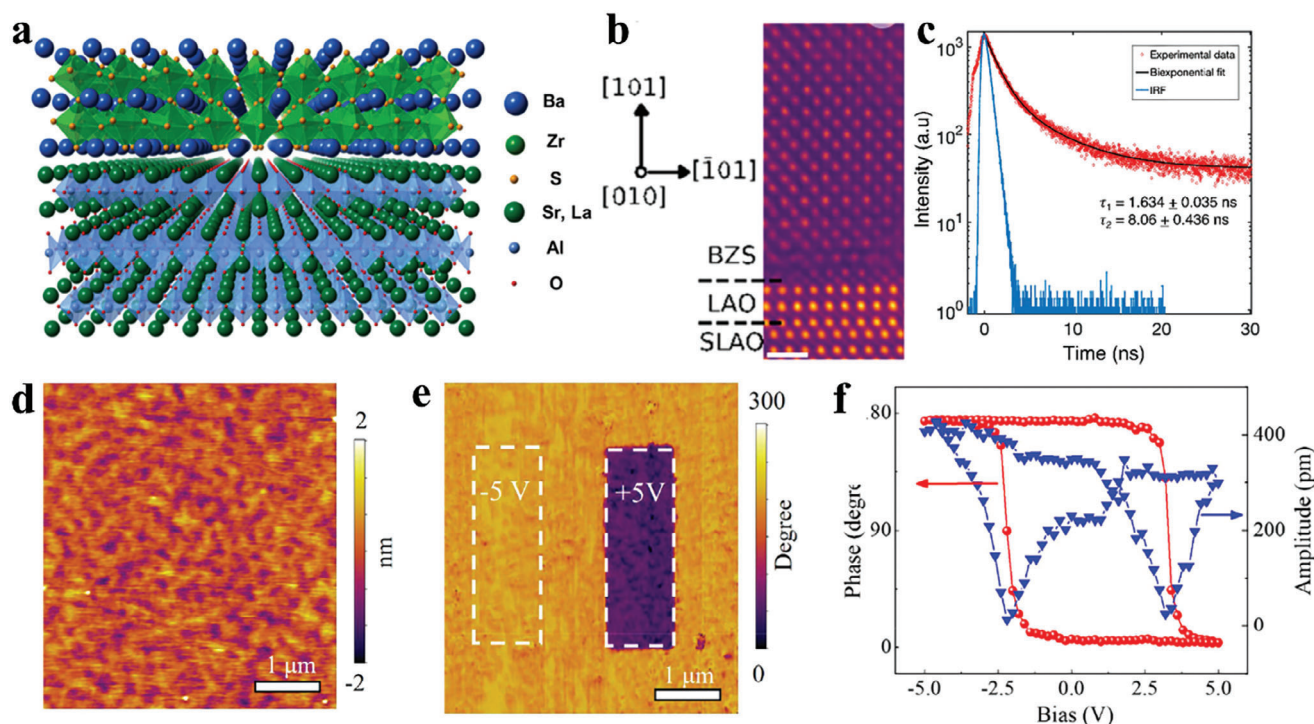 a
Ba
Zr
S
Sr, La
Al
O
b
[101]
[1̄01]
[010]
BZS
LAO
SLAO
c
Intensity (a.u)
10³
10²
10¹
10⁰
Experimental data
Biexponential fit
IRF
τ₁ = 1.634 ± 0.035 ns
τ₂ = 8.06 ± 0.436 ns
0
10
20
30
Time (ns)
d
2
nm
-2
1 μm
e
-5 V
+5V
300
Degree
0
1 μm
f
Phase (degre
.80
90
0
400
200
0
Amplitude (pm)
-5.0
-2.5
0.0
2.5
5.0
Bias (V)